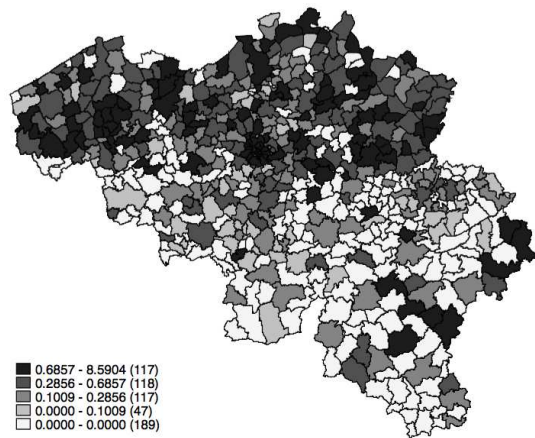 0.6857 - 8.5904 (117)
0.2856 - 0.6857 (118)
0.1009 - 0.2856 (117)
0.0000 - 0.1009 (47)
0.0000 - 0.0000 (189)